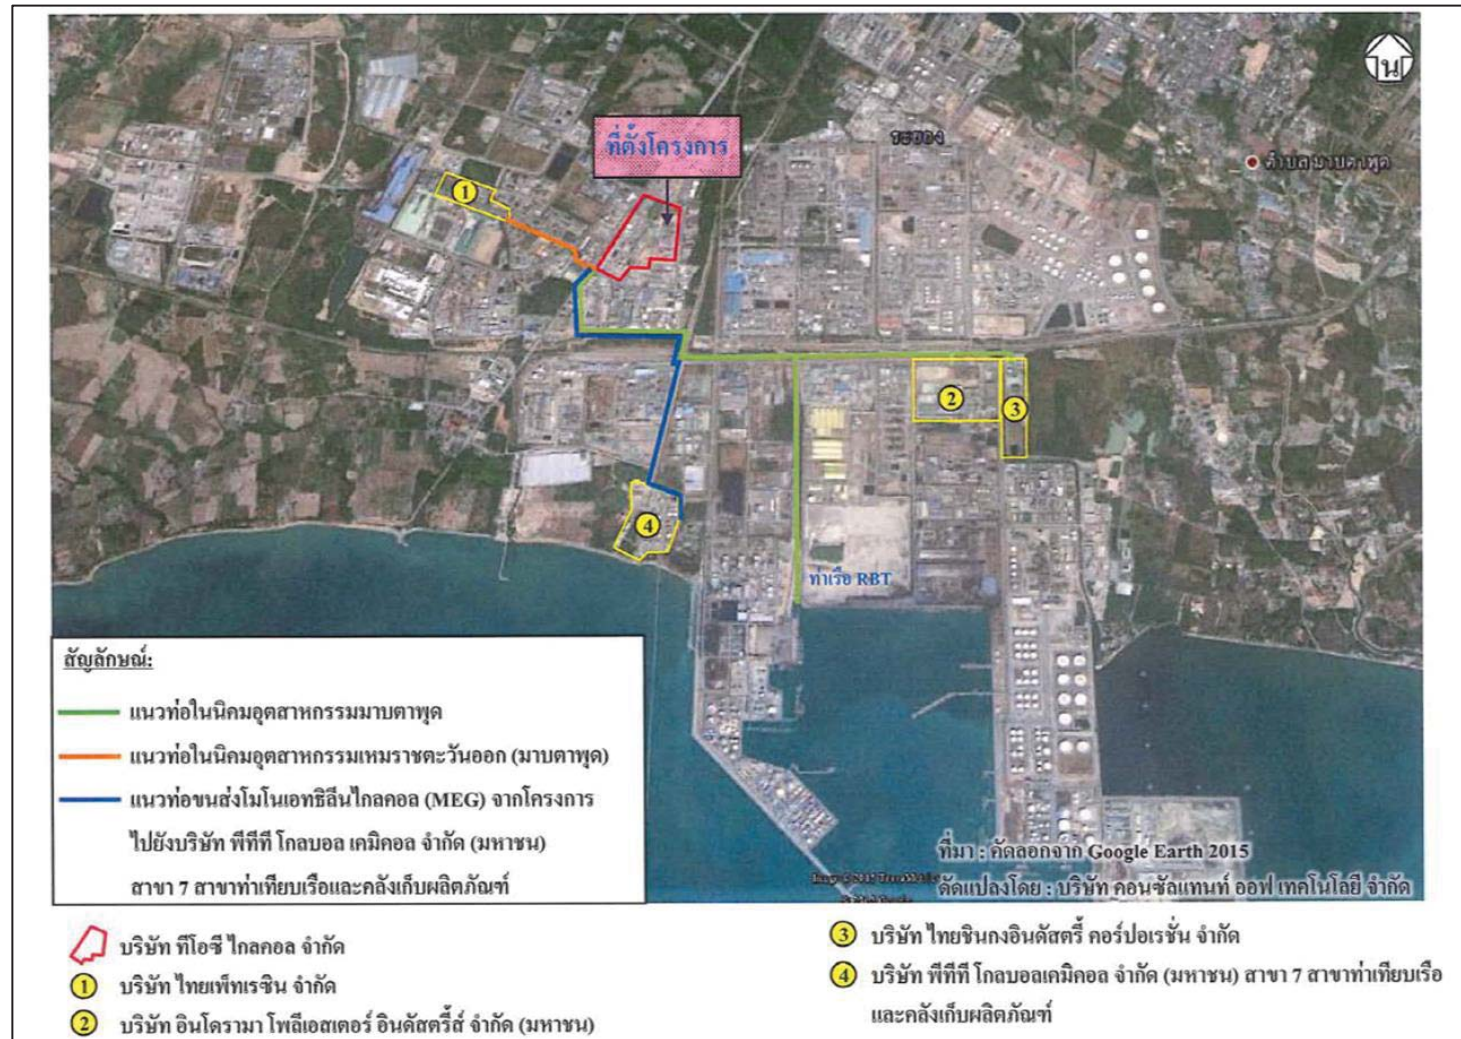 น
ที่ตั้งโครงการ
ระยอง
ตำบล มาบตาพุด
1
2
3
4
ท่าเรือ RBT
สัญลักษณ์:
แนวท่อในนิคมอุตสาหกรรมมาบตาพุด
แนวท่อในนิคมอุตสาหกรรมเหมราชตะวันออก (มาบตาพุด)
แนวท่อขนส่งโมโนเอทธิลีนไกลคอล (MEG) จากโครงการ
ไปยังบริษัท พีทีที โกลบอล เคมิคอล จำกัด (มหาชน)
สาขา 7 สาขาท่าเทียบเรือและคลังเก็บผลิตภัณฑ์
ที่มา : คัดลอกจาก Google Earth 2015
ดัดแปลงโดย : บริษัท คอนซัลแทนท์ ออฟ เทคโนโลยี จำกัด
บริษัท ทีโอซี ไกลคอล จำกัด
1 บริษัท ไทยเพ็ทเรซิน จำกัด
2 บริษัท อินโดรามา โพลีเอสเตอร์ อินดัสตรี้ส์ จำกัด (มหาชน)
3 บริษัท ไทยชินกงอินดัสตรี้ คอร์ปอเรชั่น จำกัด
4 บริษัท พีทีที โกลบอลเคมิคอล จำกัด (มหาชน) สาขา 7 สาขาท่าเทียบเรือ
และคลังเก็บผลิตภัณฑ์